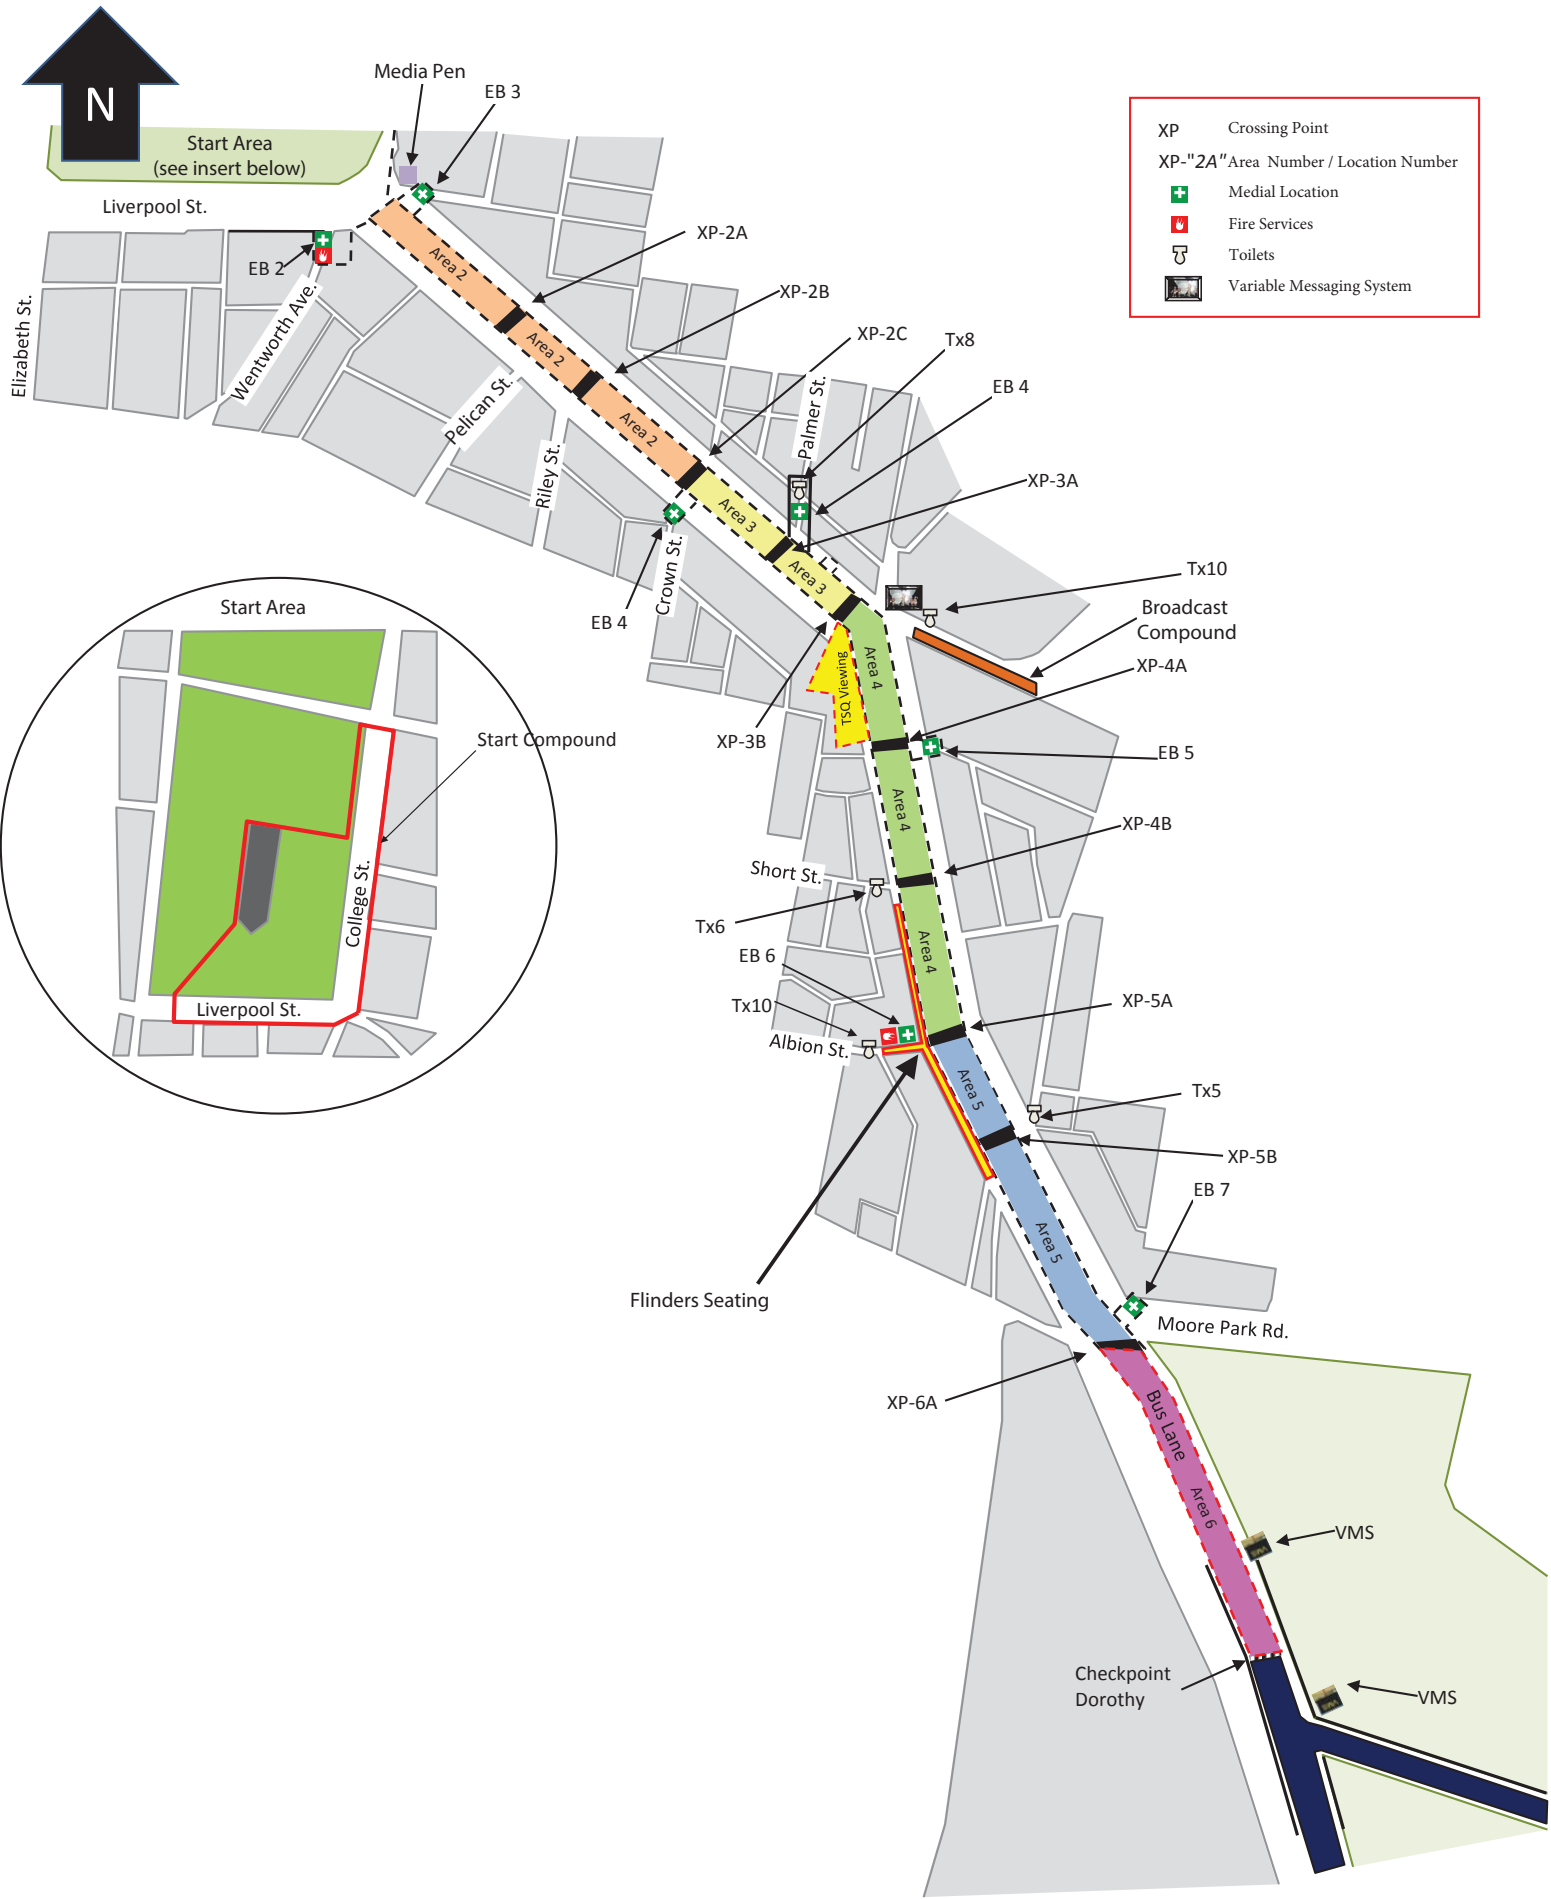 N
Media Pen
EB 3
Start Area
(see insert below)
Liverpool St.
EB 2
Elizabeth St.
Wentworth Ave.
Pelican St.
Riley St.
Crown St.
Palmer St.
XP Crossing Point
XP-"2A" Area Number / Location Number
Medial Location
Fire Services
Toilets
Variable Messaging System
Area 2
XP-2A
Area 2
XP-2B
Area 2
XP-2C
Tx8
EB 4
Area 3
XP-3A
Area 3
EB 4
XP-3B
Tx10
Broadcast
Compound
TSQ Viewing
Area 4
XP-4A
EB 5
Area 4
XP-4B
Short St.
Tx6
Area 4
EB 6
Tx10
Albion St.
XP-5A
Area 5
Tx5
XP-5B
EB 7
Area 5
Flinders Seating
Moore Park Rd.
XP-6A
Bus Lane
Area 6
VMS
VMS
VMS
VMS
Checkpoint
Dorothy
Start Area
Start Compound
College St.
Liverpool St.